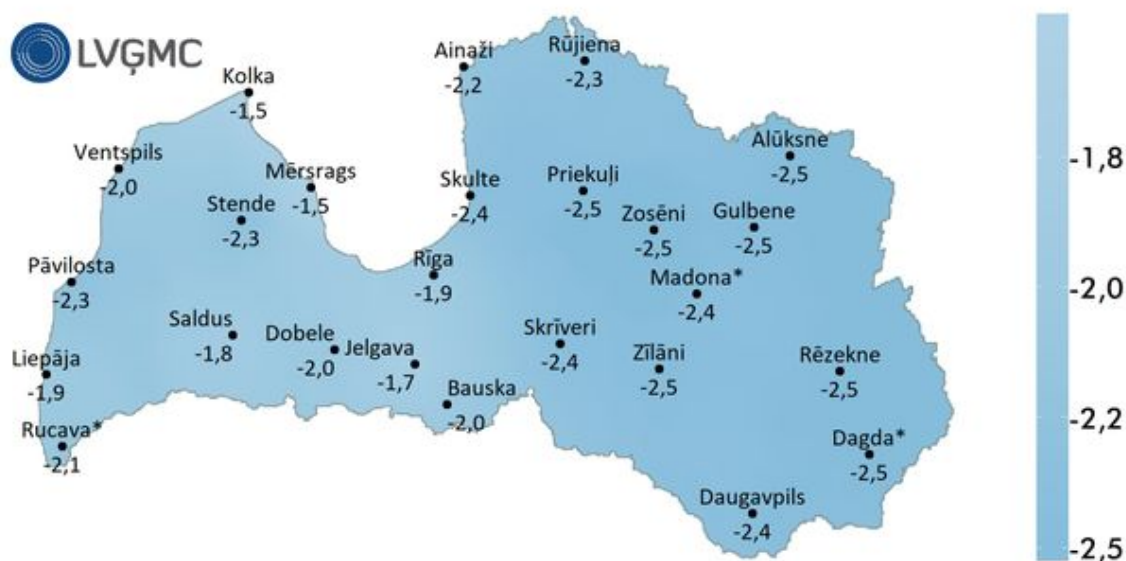 LVĢMC
Kolka
-1,5
Ainaži
-2,2
Rūjiena
-2,3
Ventspils
-2,0
Mērsrags
-1,5
Stende
-2,3
Skulte
-2,4
Priekuļi
-2,5
Alūksne
-2,5
Zosēni
-2,5
Gulbene
-2,5
Pāvilosta
-2,3
Rīga
-1,9
Madona*
-2,4
Saldus
-1,8
Dobele
-2,0
Jelgava
-1,7
Skrīveri
-2,4
Zīlāni
-2,5
Rēzekne
-2,5
Liepāja
-1,9
Bauska
-2,0
Rucava*
-2,1
Dagda*
-2,5
Daugavpils
-2,4
-1,8
-2,0
-2,2
-2,5